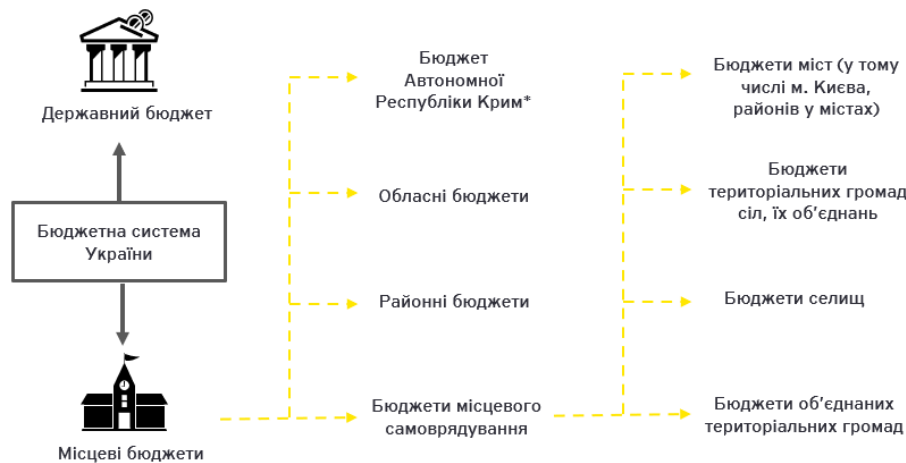 Державний бюджет
Бюджетна система
України
Місцеві бюджети
Бюджет
Автономної
Республіки Крим*
Обласні бюджети
Районні бюджети
Бюджети місцевого
самоврядування
Бюджети міст (у тому
числі м. Києва,
районів у містах)
Бюджети
територіальних громад
сіл, їх об’єднань
Бюджети селищ
Бюджети об’єднаних
територіальних громад